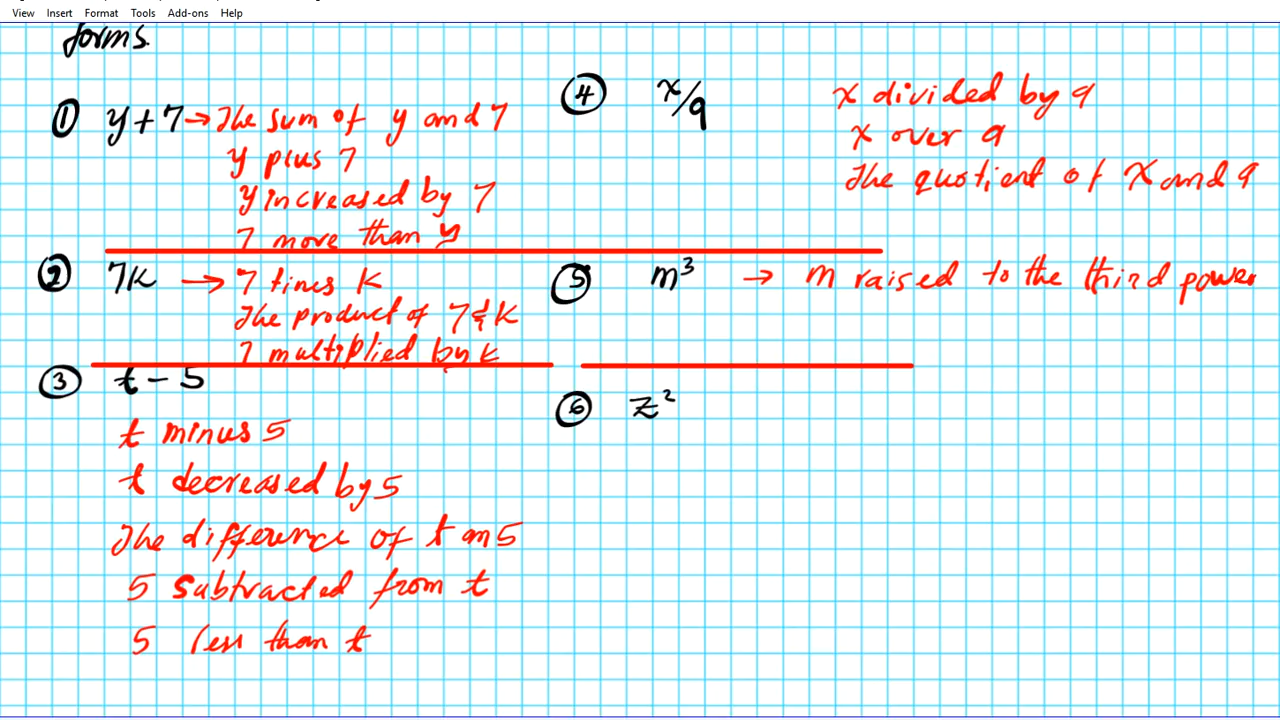 View Insert Format Tools Add-ons Help
forms.
① y + 7 → The sum of y and 7
y plus 7
y increased by 7
7 more than y
② 7k → 7 times k
The product of 7 & k
7 multiplied by k
③ t - 5
t minus 5
t decreased by 5
The difference of t an 5
5 subtracted from t
5 less than t
④ x/9
x divided by 9
x over 9
The quotient of x and 9
⑤ m³ → m raised to the third power
⑥ z²